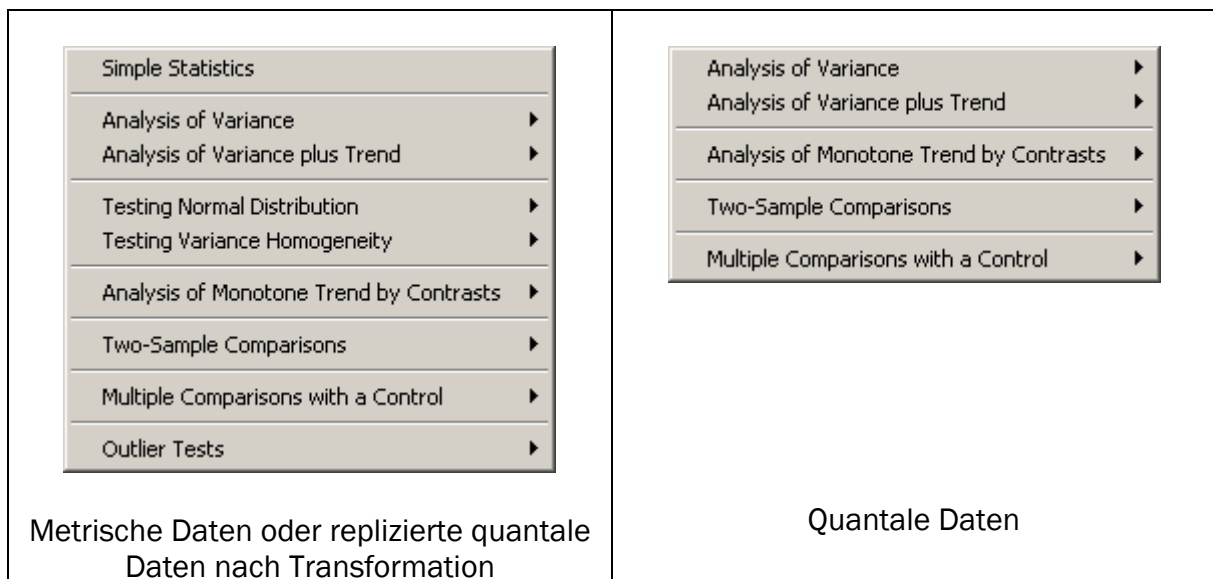 Simple Statistics
Analysis of Variance
Analysis of Variance plus Trend
Testing Normal Distribution
Testing Variance Homogeneity
Analysis of Monotone Trend by Contrasts
Two-Sample Comparisons
Multiple Comparisons with a Control
Outlier Tests
Metrische Daten oder replizierte quantale
Daten nach Transformation
Analysis of Variance
Analysis of Variance plus Trend
Analysis of Monotone Trend by Contrasts
Two-Sample Comparisons
Multiple Comparisons with a Control
Quantale Daten